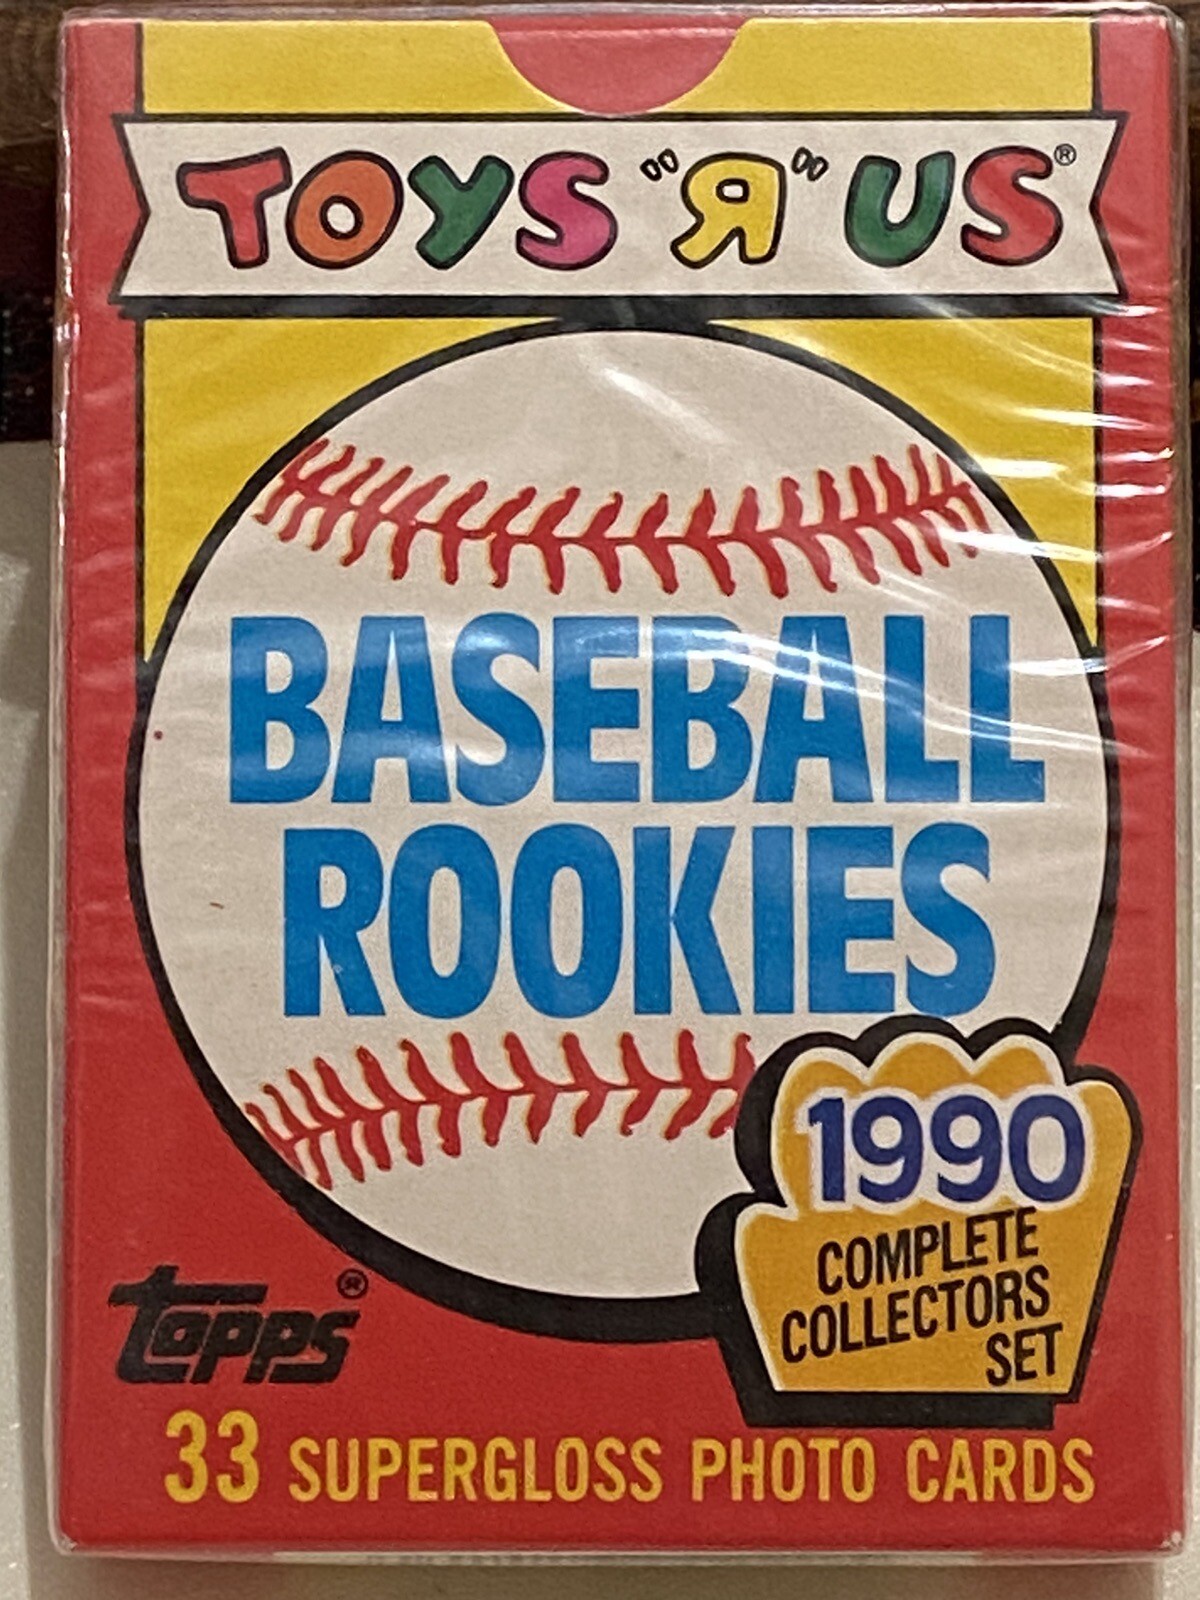 TOYS "R" US®
BASEBALL
ROOKIES
1990
COMPLETE
COLLECTORS
SET
Topps®
33 SUPERGLOSS PHOTO CARDS